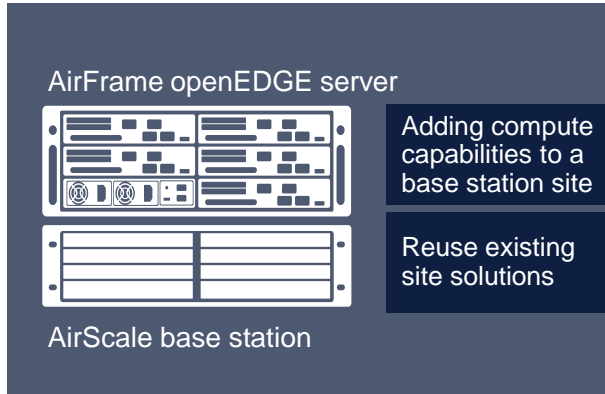 AirFrame openEDGE server
Adding compute
capabilities to a
base station site
Reuse existing
site solutions
AirScale base station